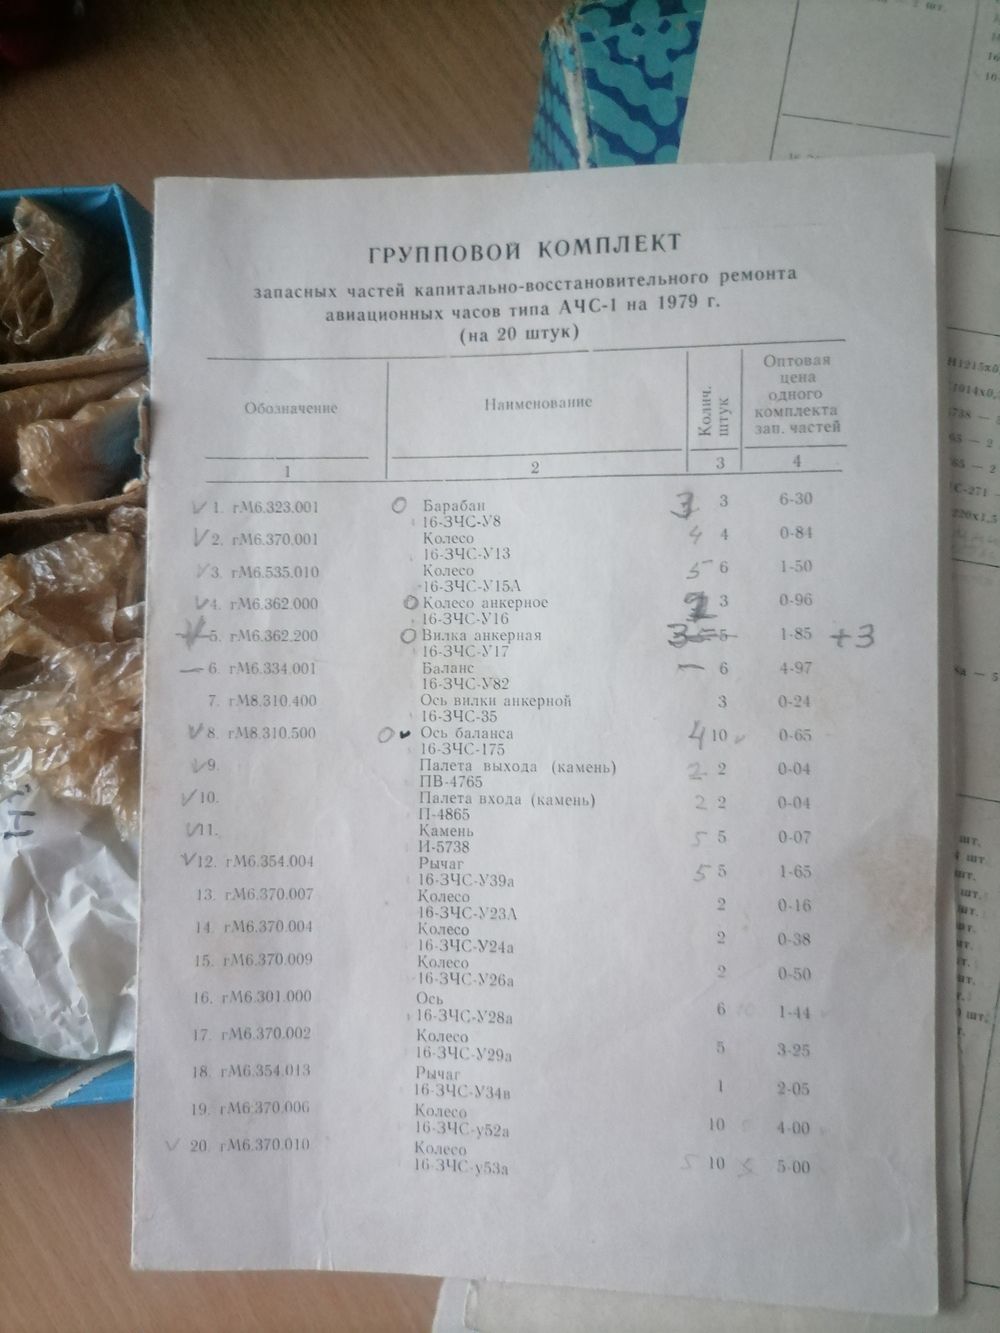 ГРУППОВОЙ КОМПЛЕКТ
запасных частей капитально-восстановительного ремонта
авиационных часов типа АЧС-1 на 1979 г.
(на 20 штук)
Обозначение Наименование Колич. штук Оптовая цена одного комплекта зап. частей
1 2 3 4
✓ 1. гМ6.323.001 О Барабан 3 3 6-30
16-ЗЧС-У8
✓ 2. гМ6.370.001 Колесо 4 4 0-84
16-ЗЧС-У13
✓ 3. гМ6.535.010 Колесо 5 6 1-50
16-ЗЧС-У15А
✓ 4. гМ6.362.000 О Колесо анкерное 3 0-96
16-ЗЧС-У16
✓ 5. гМ6.362.200 О Вилка анкерная 3 5 1-85 +3
16-ЗЧС-У17
— 6. гМ6.334.001 Баланс — 6 4-97
16-ЗЧС-У82
7. гМ8.310.400 Ось вилки анкерной 3 0-24
16-ЗЧС-35
✓ 8. гМ8.310.500 О ✓ Ось баланса 4 10 ✓ 0-65
16-ЗЧС-175
✓ 9. Палета выхода (камень) 2 2 0-04
ПВ-4765
✓ 10. Палета входа (камень) 2 2 0-04
П-4865
✓ 11. Камень 5 5 0-07
И-5738
✓ 12. гМ6.354.004 Рычаг 5 5 1-65
16-ЗЧС-У39а
13. гМ6.370.007 Колесо 2 0-16
16-ЗЧС-У23А
14. гМ6.370.004 Колесо 2 0-38
16-ЗЧС-У24а
15. гМ6.370.009 Колесо 2 0-50
16-ЗЧС-У26а
16. гМ6.301.000 Ось 6 1-44
16-ЗЧС-У28а
17. гМ6.370.002 Колесо 5 3-25
16-ЗЧС-У29а
18. гМ6.354.013 Рычаг 1 2-05
16-ЗЧС-У34в
19. гМ6.370.006 Колесо 10 4-00
16-ЗЧС-у52а
✓ 20. гМ6.370.010 Колесо 5 10 5-00
16-ЗЧС-у53а